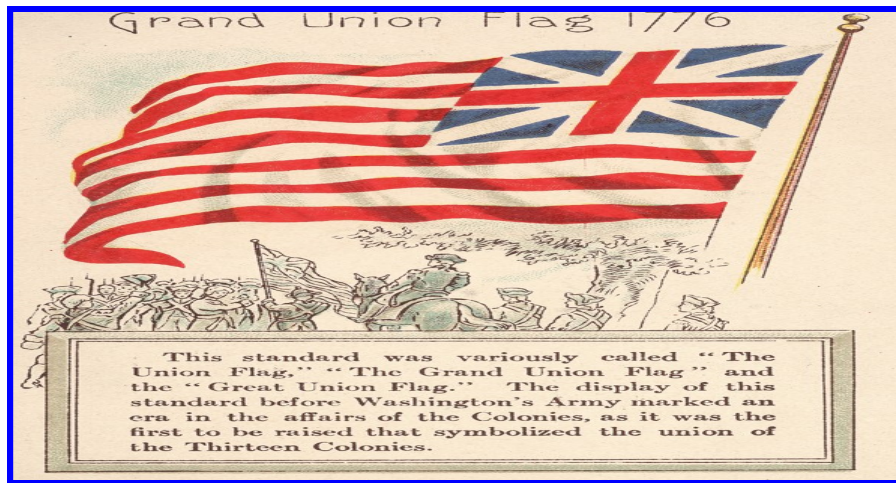 Grand Union Flag 1776
This standard was variously called "The
Union Flag," "The Grand Union Flag" and
the "Great Union Flag." The display of this
standard before Washington's Army marked an
era in the affairs of the Colonies, as it was the
first to be raised that symbolized the union of
the Thirteen Colonies.